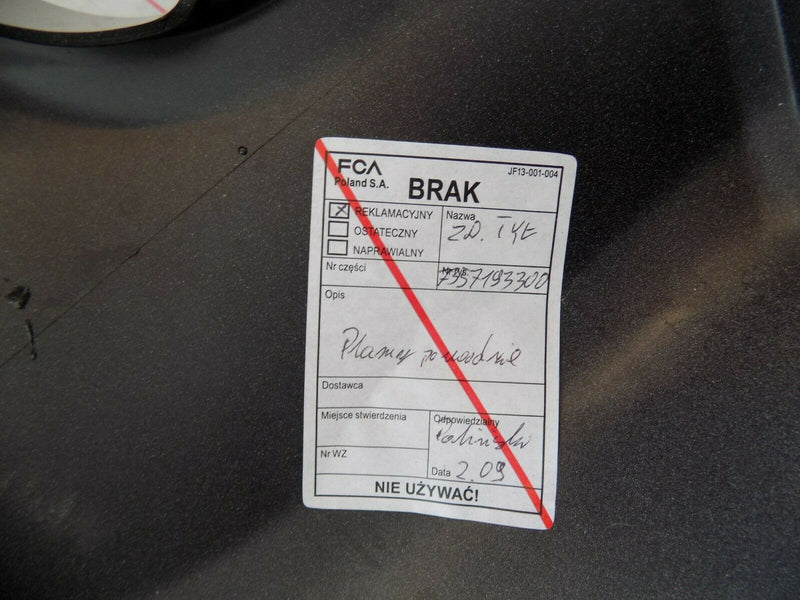 FCA
JF13-001-004
Poland S.A.
BRAK
REKLAMACYJNY
OSTATECZNY
NAPRAWIALNY
Nazwa
ZD. TYŁ
Nr części
7357193300
Opis
Plamy po wodzie
Dostawca
Miejsce stwierdzenia
Odpowiedzialny
Nr WZ
Data 2.09
NIE UŻYWAĆ!